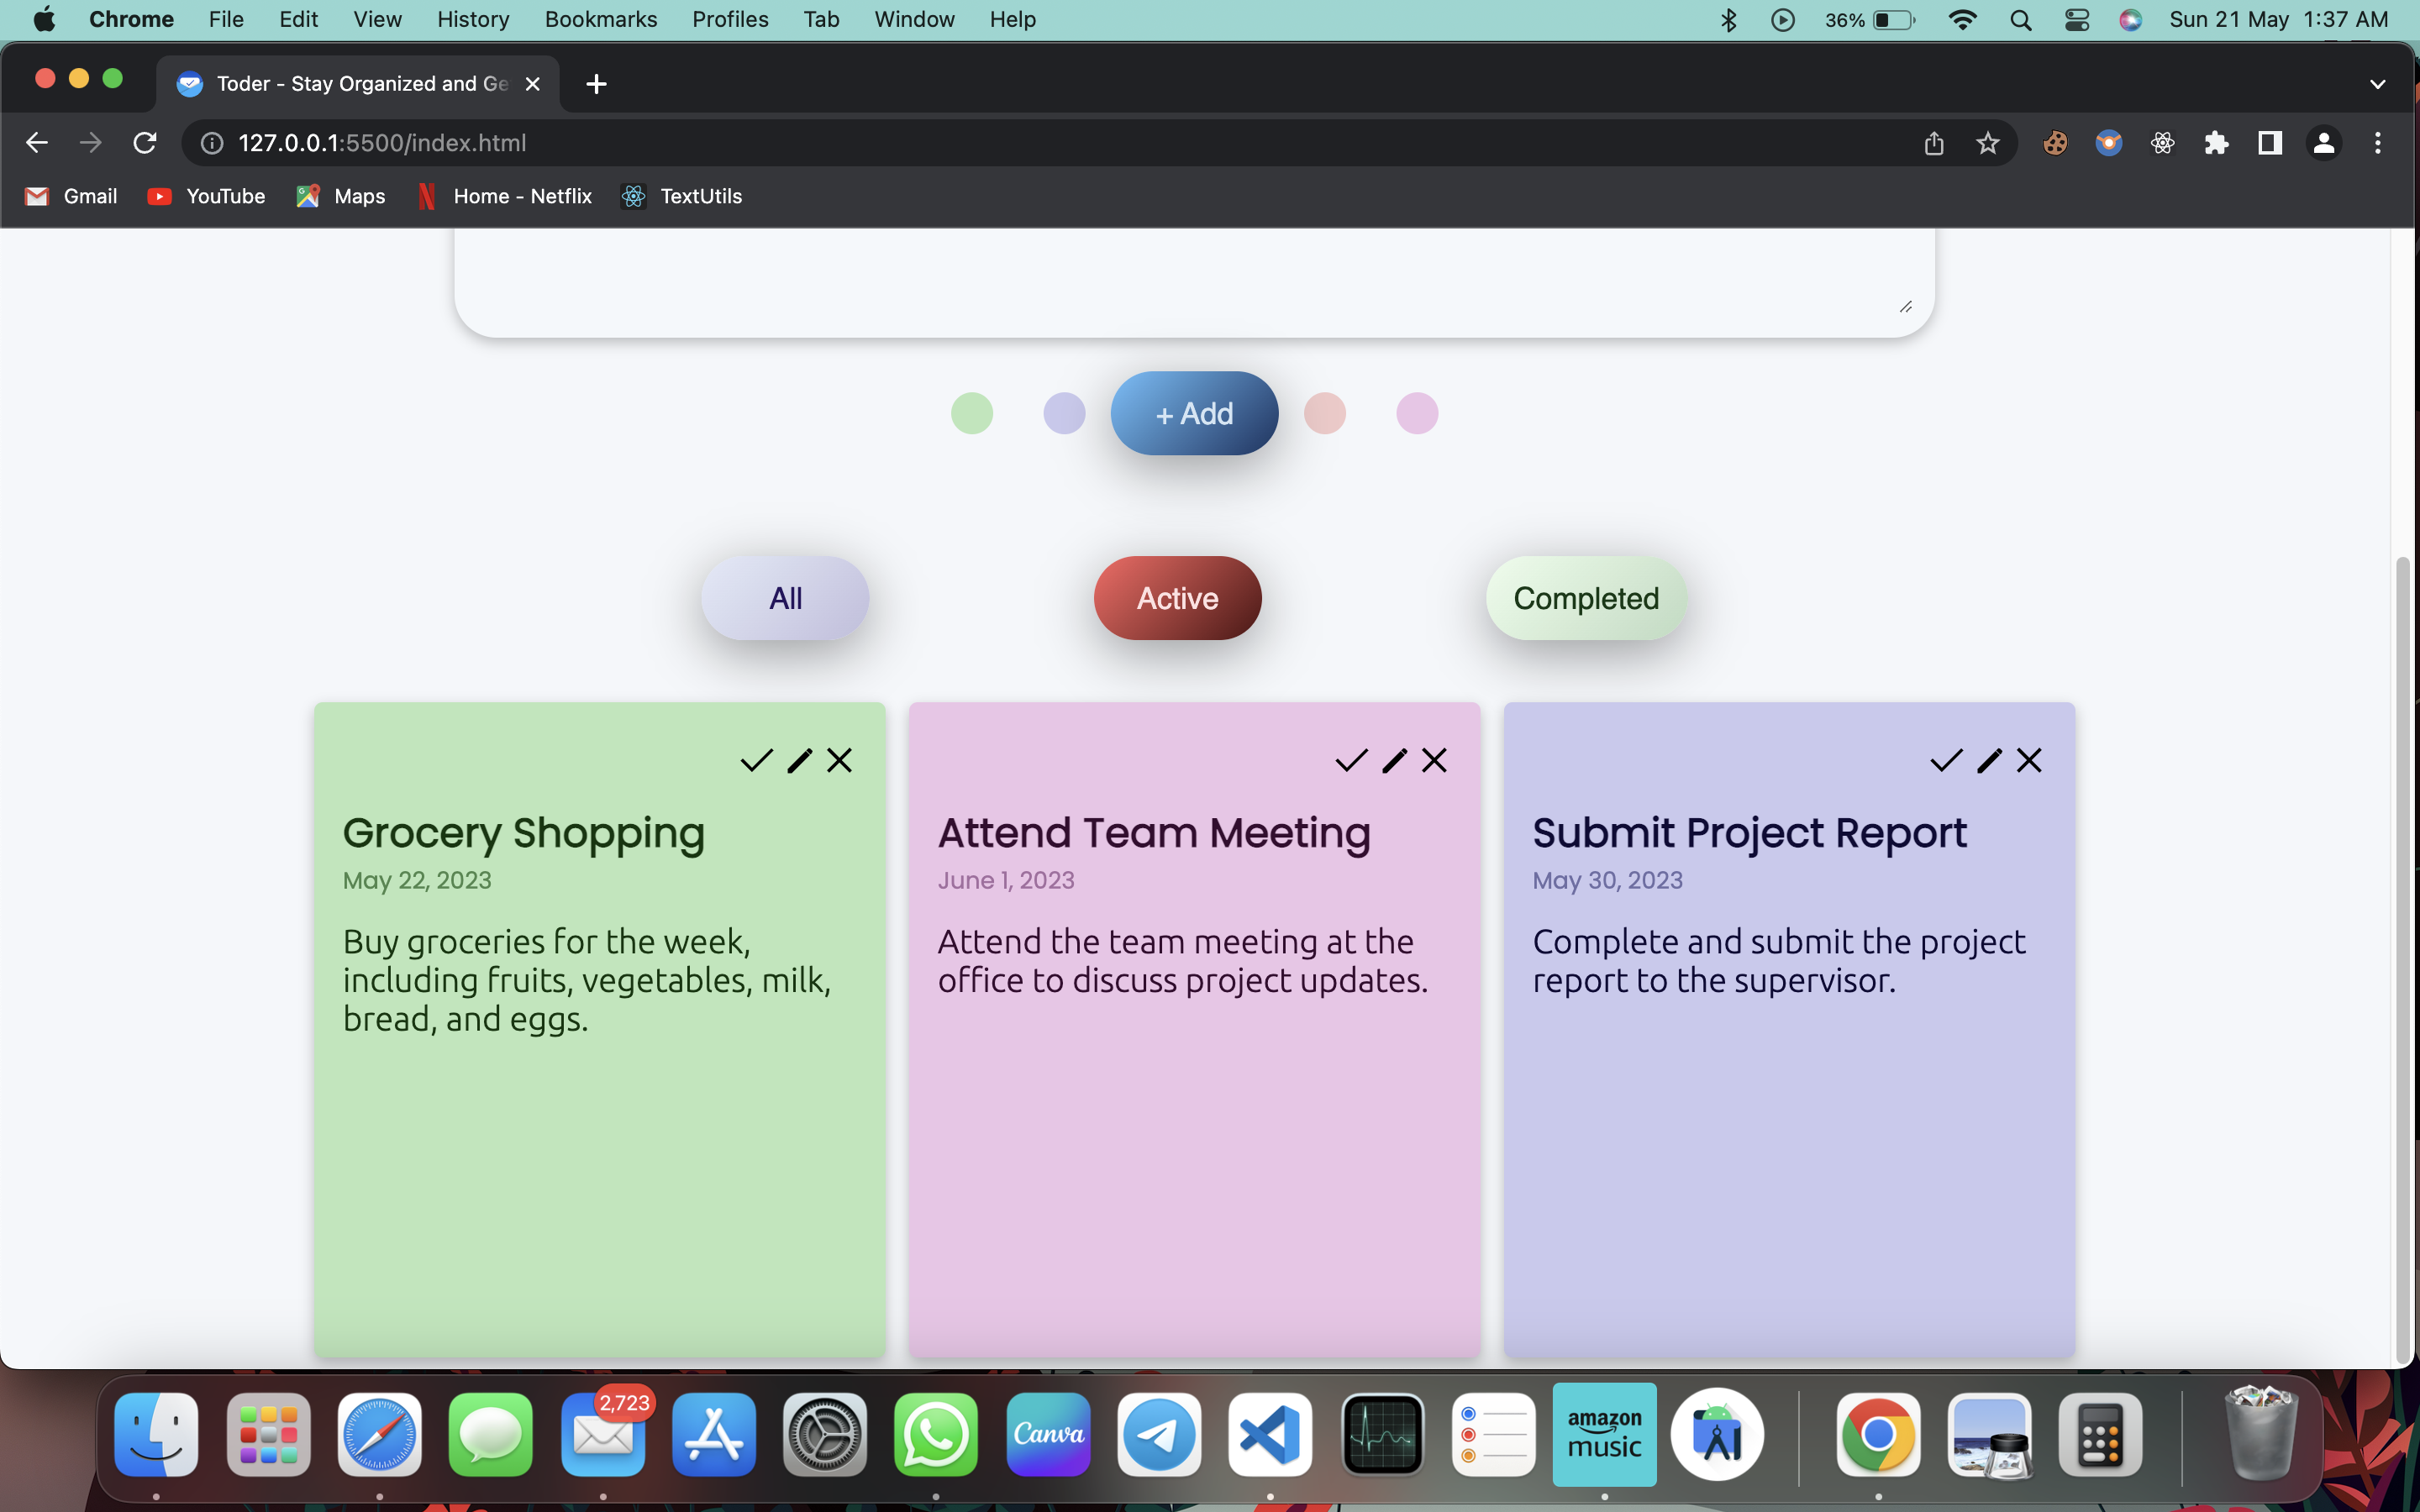 Chrome File Edit View History Bookmarks Profiles Tab Window Help 36% Sun 21 May 1:37 AM
Toder - Stay Organized and Ge
127.0.0.1:5500/index.html
Gmail YouTube Maps Home - Netflix TextUtils
+ Add
All Active Completed
Grocery Shopping
May 22, 2023
Buy groceries for the week,
including fruits, vegetables, milk,
bread, and eggs.
Attend Team Meeting
June 1, 2023
Attend the team meeting at the
office to discuss project updates.
Submit Project Report
May 30, 2023
Complete and submit the project
report to the supervisor.
2,723
Canva
amazon
music